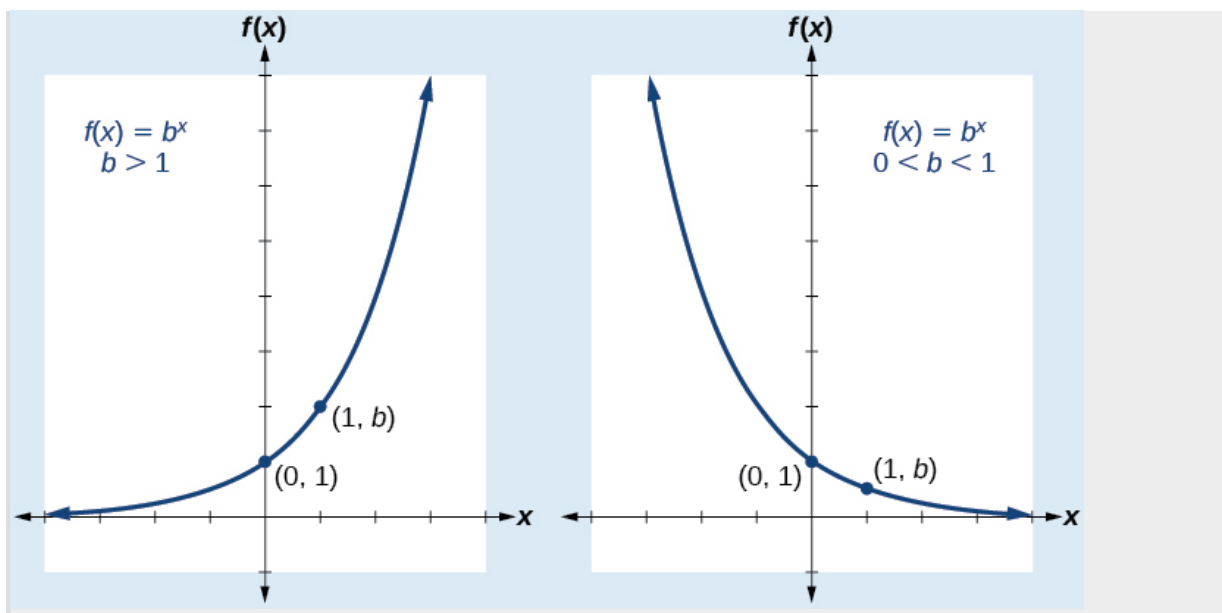 f(x)
f(x) = bˣ
b > 1
(1, b)
(0, 1)
x
f(x)
f(x) = bˣ
0 < b < 1
(0, 1)
(1, b)
x